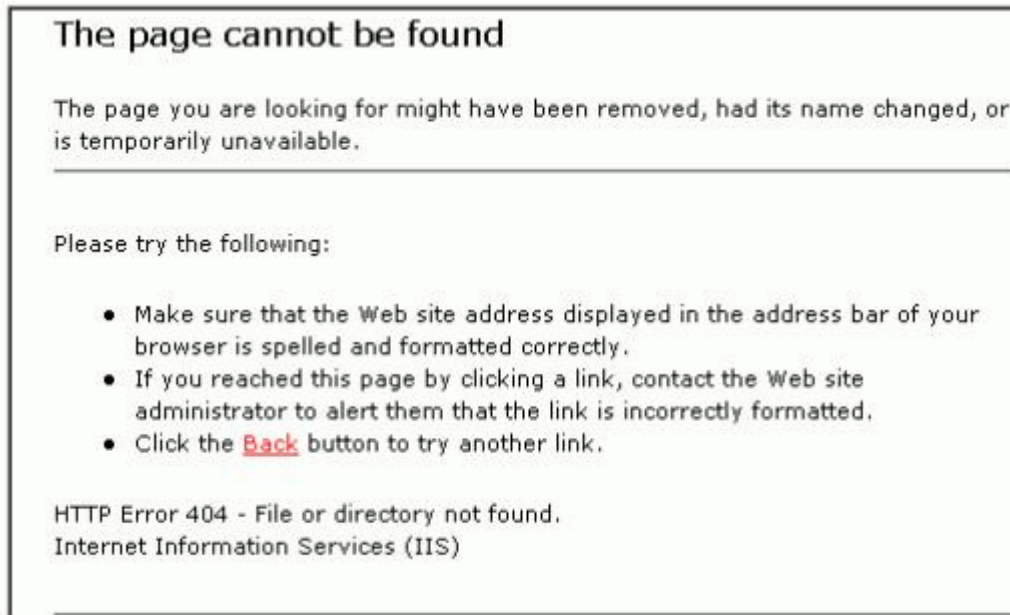 The page cannot be found
The page you are looking for might have been removed, had its name changed, or
is temporarily unavailable.
Please try the following:
● Make sure that the Web site address displayed in the address bar of your
browser is spelled and formatted correctly.
● If you reached this page by clicking a link, contact the Web site
administrator to alert them that the link is incorrectly formatted.
● Click the Back button to try another link.
HTTP Error 404 - File or directory not found.
Internet Information Services (IIS)